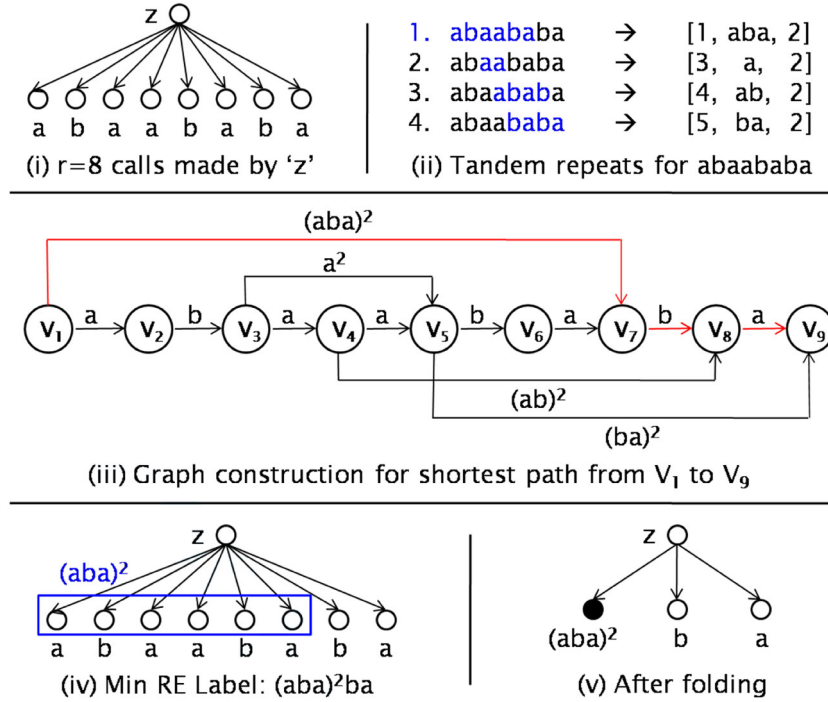 z
a b a a b a b a
(i) r=8 calls made by ‘z’
1. abaababa → [1, aba, 2]
2. abaababa → [3, a, 2]
3. abaababa → [4, ab, 2]
4. abaababa → [5, ba, 2]
(ii) Tandem repeats for abaababa
(aba)²
a²
V₁ a V₂ b V₃ a V₄ a V₅ b V₆ a V₇ b V₈ a V₉
(ab)²
(ba)²
(iii) Graph construction for shortest path from V₁ to V₉
z
(aba)²
a b a a b a b a
(iv) Min RE Label: (aba)²ba
z
(aba)² b a
(v) After folding